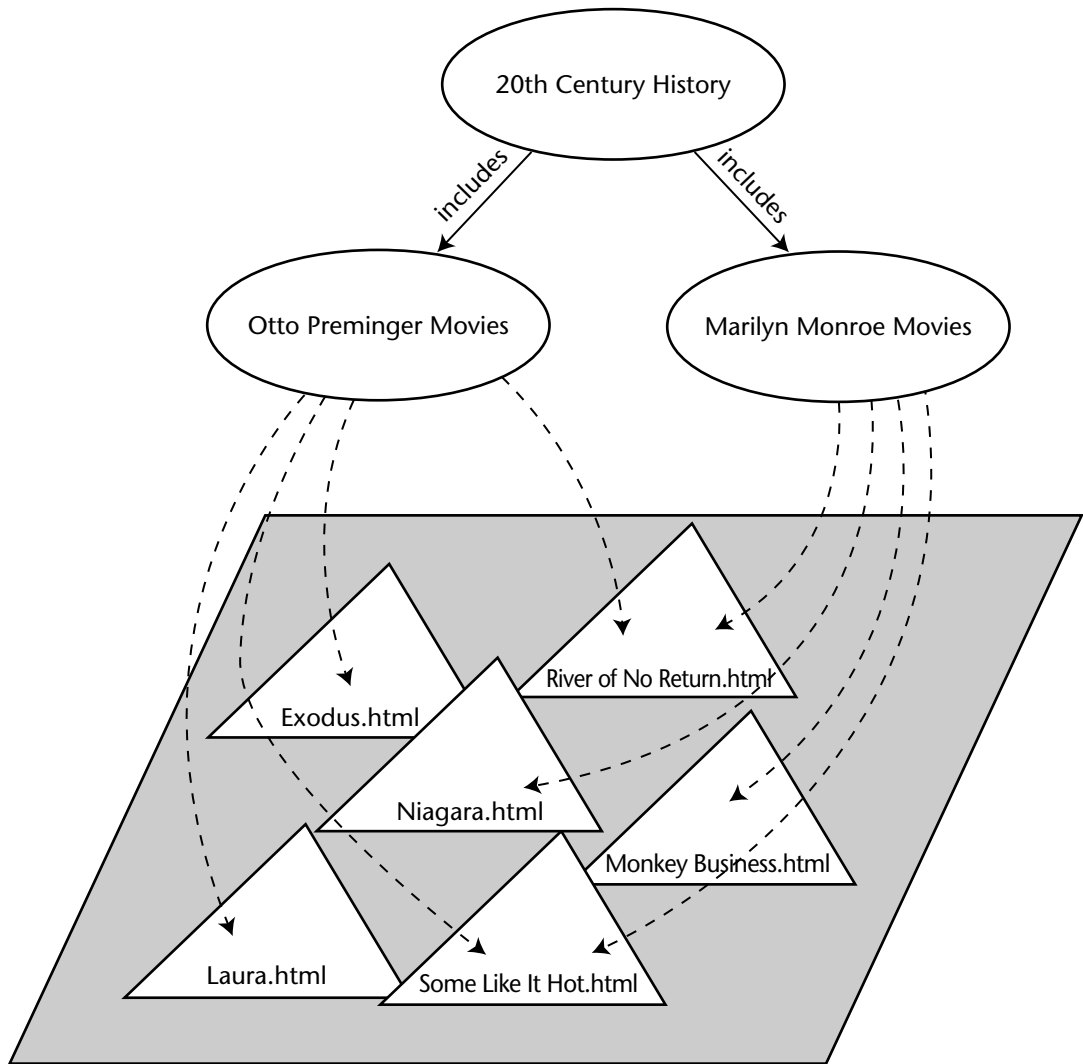 20th Century History
includes
includes
Otto Preminger Movies
Marilyn Monroe Movies
River of No Return.html
Exodus.html
Niagara.html
Monkey Business.html
Laura.html
Some Like It Hot.html